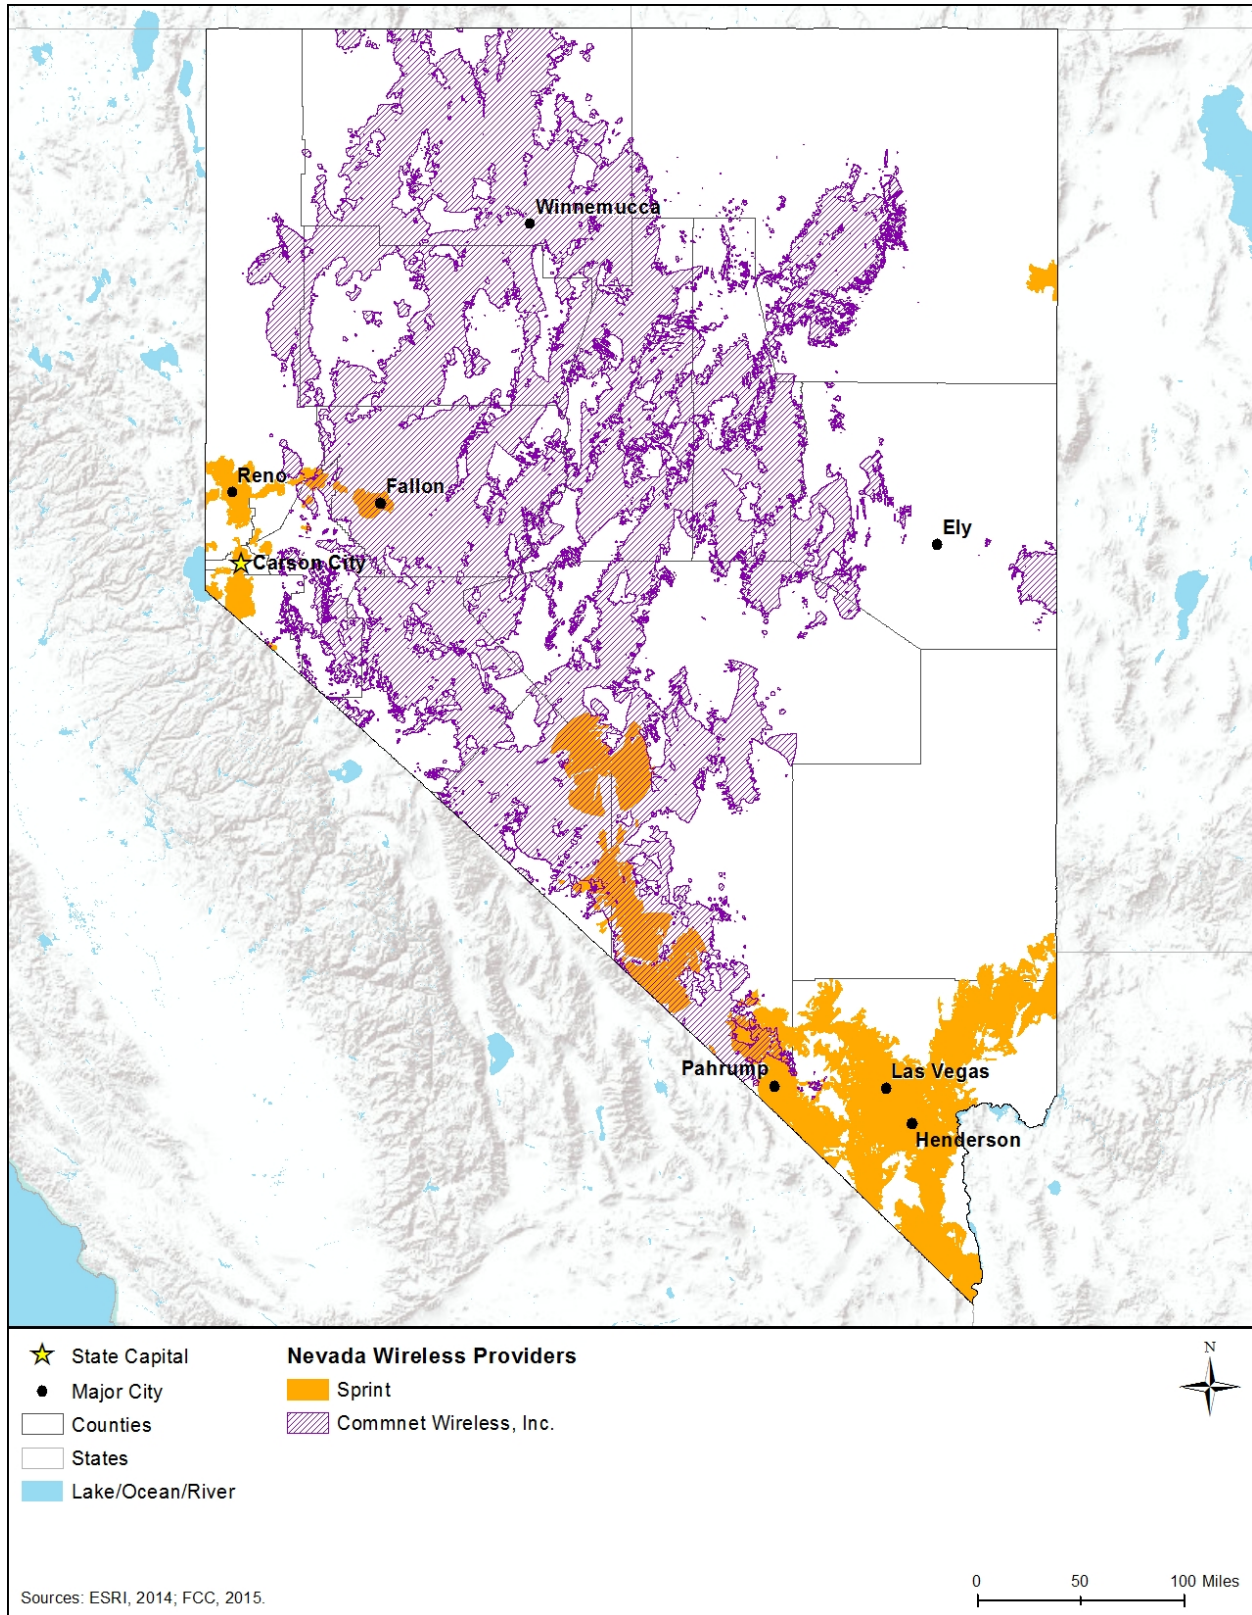 Winnemucca
Reno
Fallon
Ely
Carson City
Pahrump
Las Vegas
Henderson
State Capital
Major City
Counties
States
Lake/Ocean/River
Nevada Wireless Providers
Sprint
Commnet Wireless, Inc.
N
Sources: ESRI, 2014; FCC, 2015.
0 50 100 Miles